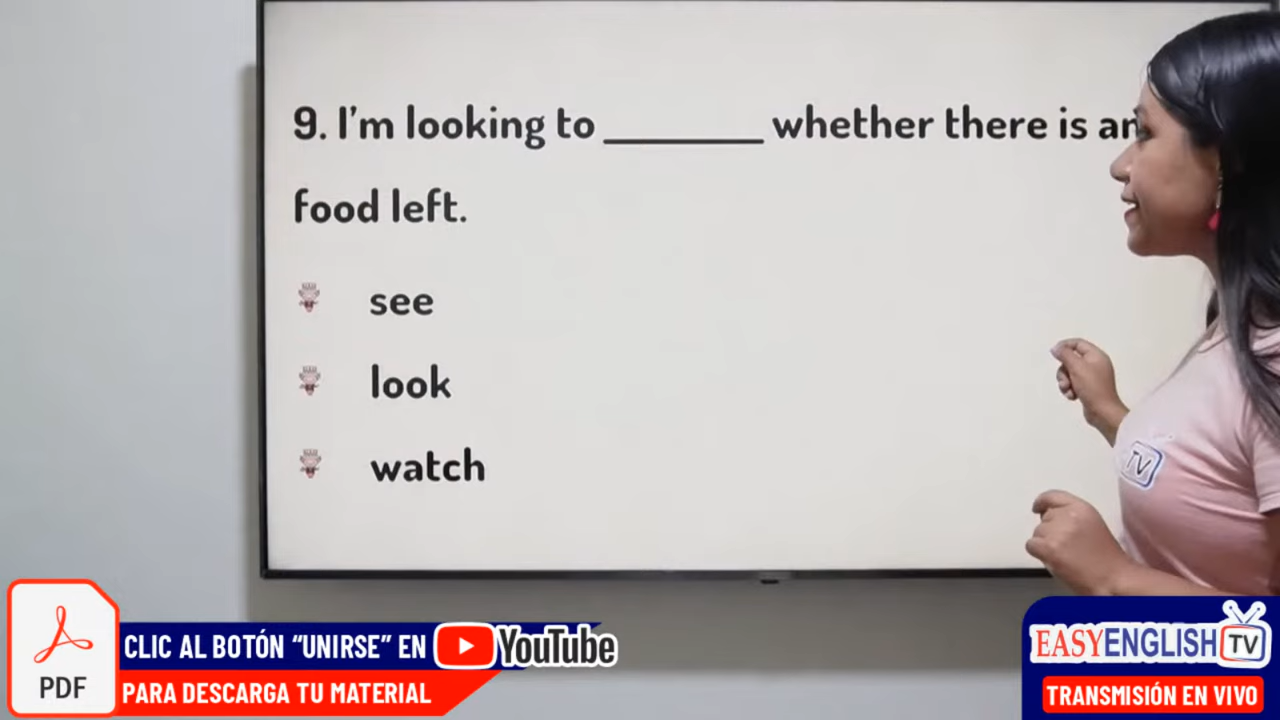 9. I'm looking to ________ whether there is an
food left.
see
look
watch
TV
PDF
CLIC AL BOTÓN “UNIRSE” EN YouTube
PARA DESCARGA TU MATERIAL
EASYENGLISH TV
TRANSMISIÓN EN VIVO